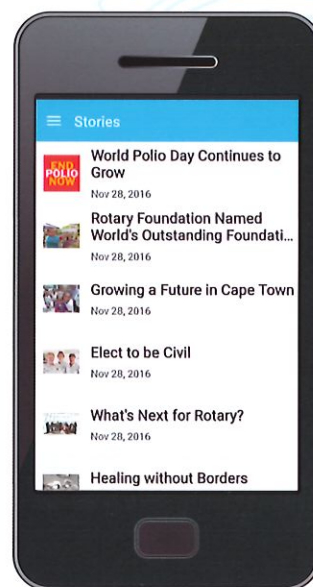 Stories
END
POLIO
NOW
World Polio Day Continues to
Grow
Nov 28, 2016
Rotary Foundation Named
World's Outstanding Foundati...
Nov 28, 2016
Growing a Future in Cape Town
Nov 28, 2016
Elect to be Civil
Nov 28, 2016
What's Next for Rotary?
Nov 28, 2016
Healing without Borders